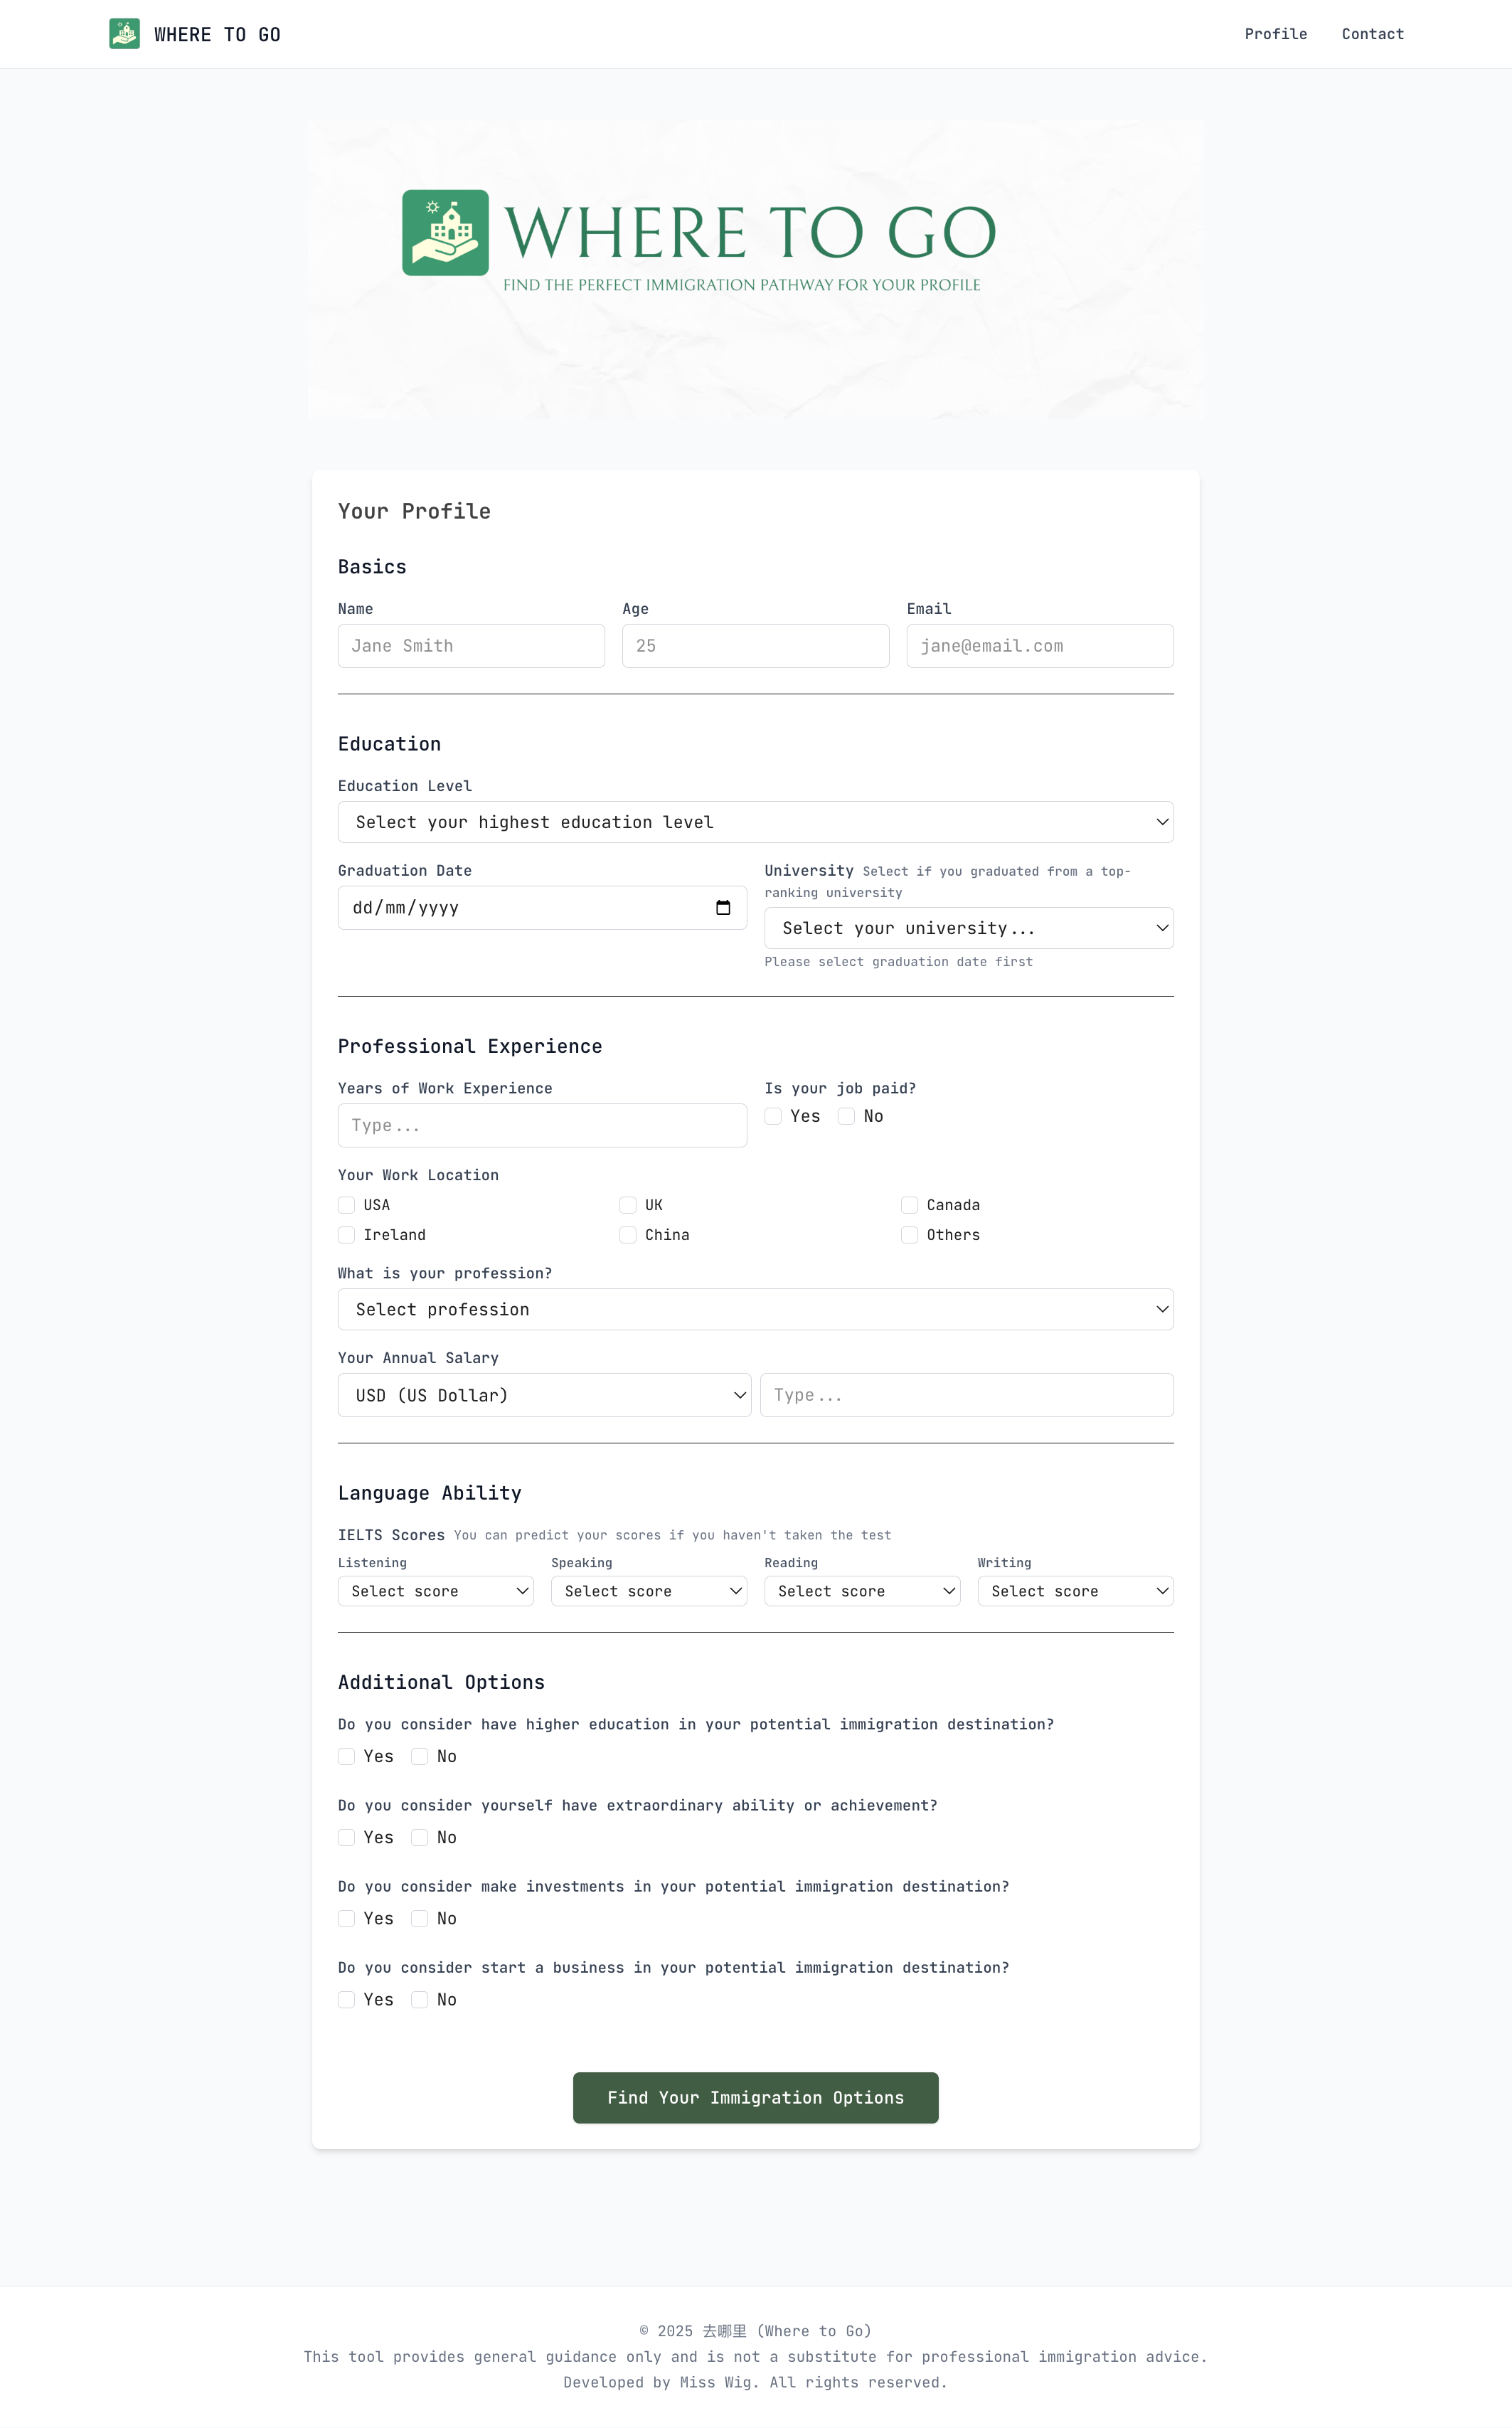 WHERE TO GO
Profile
Contact
WHERE TO GO
FIND THE PERFECT IMMIGRATION PATHWAY FOR YOUR PROFILE
Your Profile
Basics
Name
Age
Email
Jane Smith
25
jane@email.com
Education
Education Level
Select your highest education level
Graduation Date
dd/mm/yyyy
University Select if you graduated from a top-
ranking university
Select your university...
Please select graduation date first
Professional Experience
Years of Work Experience
Type...
Is your job paid?
Yes
No
Your Work Location
USA
UK
Canada
Ireland
China
Others
What is your profession?
Select profession
Your Annual Salary
USD (US Dollar)
Type...
Language Ability
IELTS Scores You can predict your scores if you haven't taken the test
Listening
Speaking
Reading
Writing
Select score
Select score
Select score
Select score
Additional Options
Do you consider have higher education in your potential immigration destination?
Yes
No
Do you consider yourself have extraordinary ability or achievement?
Yes
No
Do you consider make investments in your potential immigration destination?
Yes
No
Do you consider start a business in your potential immigration destination?
Yes
No
Find Your Immigration Options
© 2025 去哪里 (Where to Go)
This tool provides general guidance only and is not a substitute for professional immigration advice.
Developed by Miss Wig. All rights reserved.